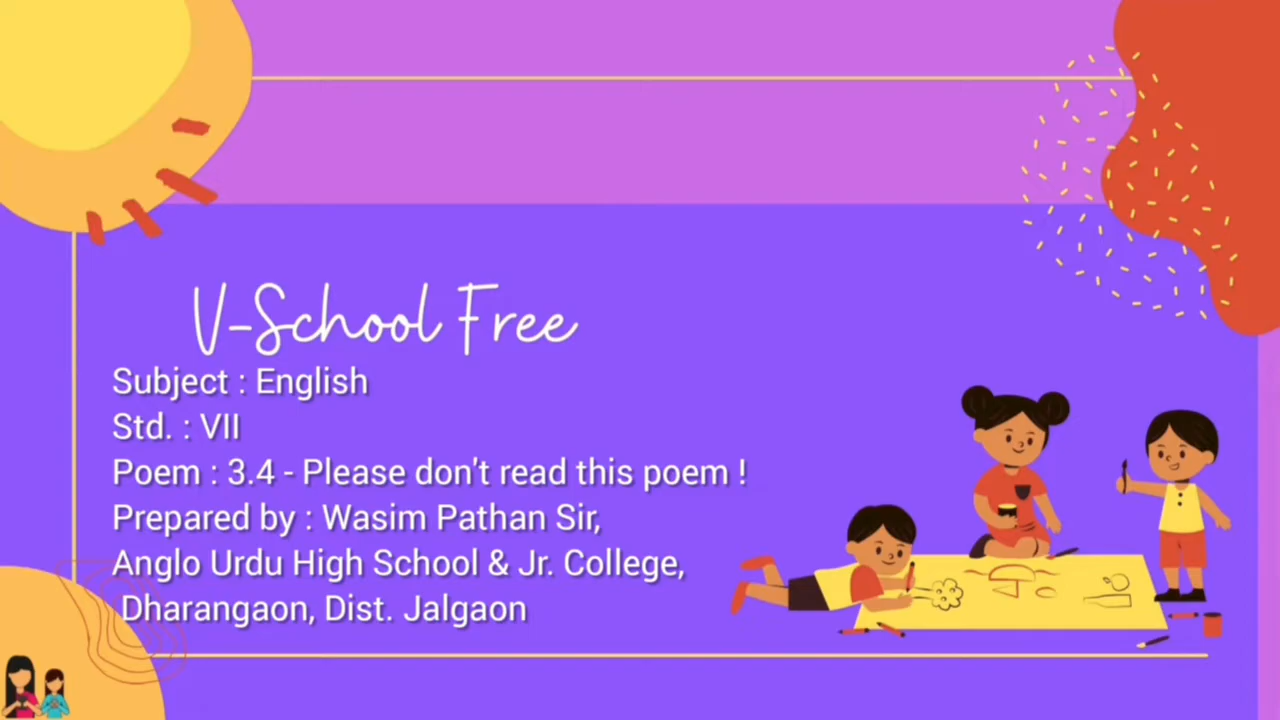 V-School Free
Subject : English
Std. : VII
Poem : 3.4 - Please don't read this poem !
Prepared by : Wasim Pathan Sir,
Anglo Urdu High School & Jr. College,
Dharangaon, Dist. Jalgaon